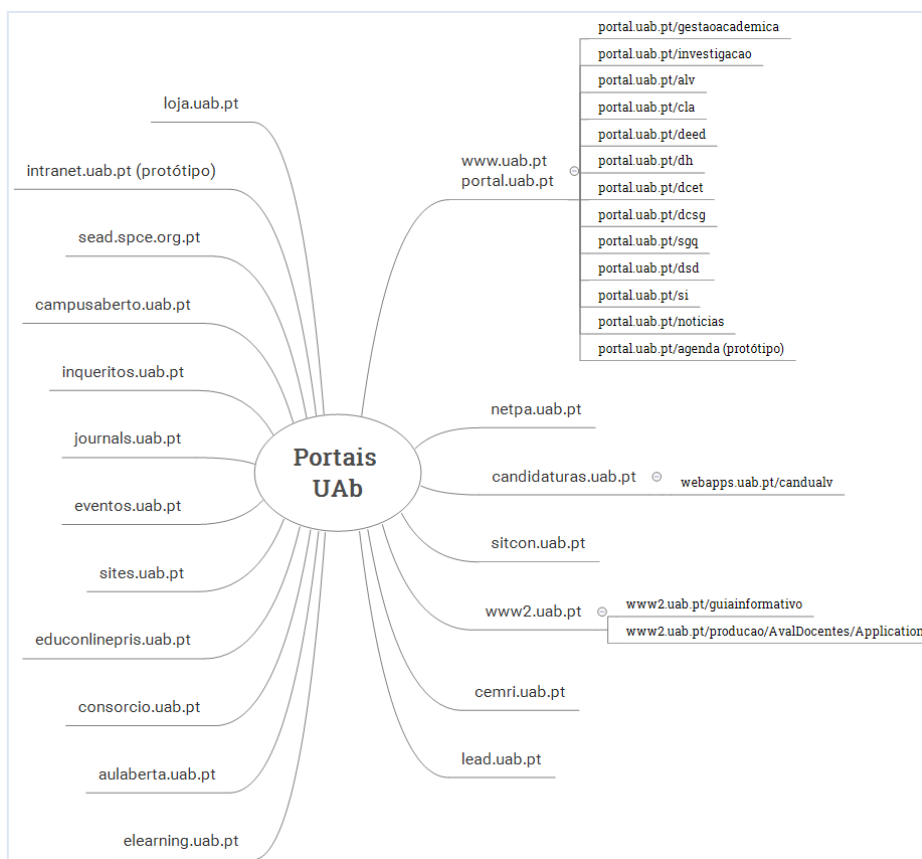 portal.uab.pt/gestaoacademica
portal.uab.pt/investigacao
portal.uab.pt/alv
portal.uab.pt/cla
portal.uab.pt/deed
portal.uab.pt/dh
portal.uab.pt/dcet
portal.uab.pt/dcsg
portal.uab.pt/sgq
portal.uab.pt/dsd
portal.uab.pt/si
portal.uab.pt/noticias
portal.uab.pt/agenda (protótipo)
www.uab.pt
portal.uab.pt
loja.uab.pt
intranet.uab.pt (protótipo)
sead.spce.org.pt
campusaberto.uab.pt
inqueritos.uab.pt
journals.uab.pt
eventos.uab.pt
sites.uab.pt
educonlinepris.uab.pt
consorcio.uab.pt
aulaberta.uab.pt
elearning.uab.pt
Portais
UAb
netpa.uab.pt
candidaturas.uab.pt
webapps.uab.pt/candualv
sitcon.uab.pt
www2.uab.pt
www2.uab.pt/guiainformativo
www2.uab.pt/producao/AvalDocentes/Application
cemri.uab.pt
lead.uab.pt